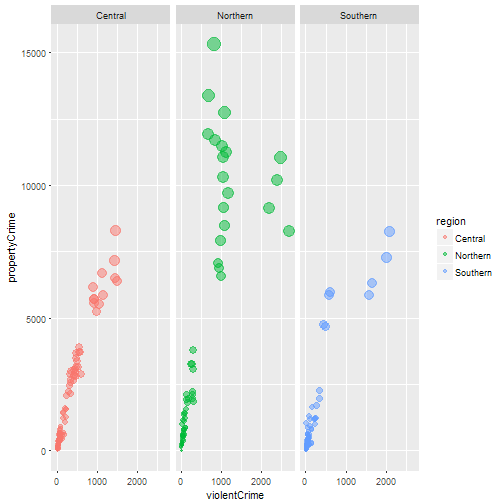 Central Northern Southern
15000
10000
5000
0
propertyCrime
0 1000 2000 0 1000 2000 0 1000 2000
violentCrime
region
Central
Northern
Southern